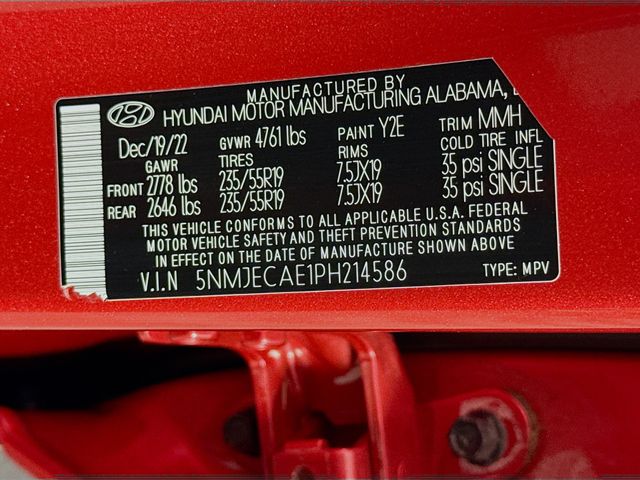 MANUFACTURED BY
HYUNDAI MOTOR MANUFACTURING ALABAMA,
Dec/19/22 GVWR 4761 lbs PAINT Y2E TRIM MMH
GAWR TIRES RIMS COLD TIRE INFL
FRONT 2778 lbs 235/55R19 7.5JX19 35 psi SINGLE
REAR 2646 lbs 235/55R19 7.5JX19 35 psi SINGLE
THIS VEHICLE CONFORMS TO ALL APPLICABLE U.S.A. FEDERAL
MOTOR VEHICLE SAFETY AND THEFT PREVENTION STANDARDS
IN EFFECT ON THE DATE OF MANUFACTURE SHOWN ABOVE
V.I.N 5NMJECAE1PH214586 TYPE: MPV